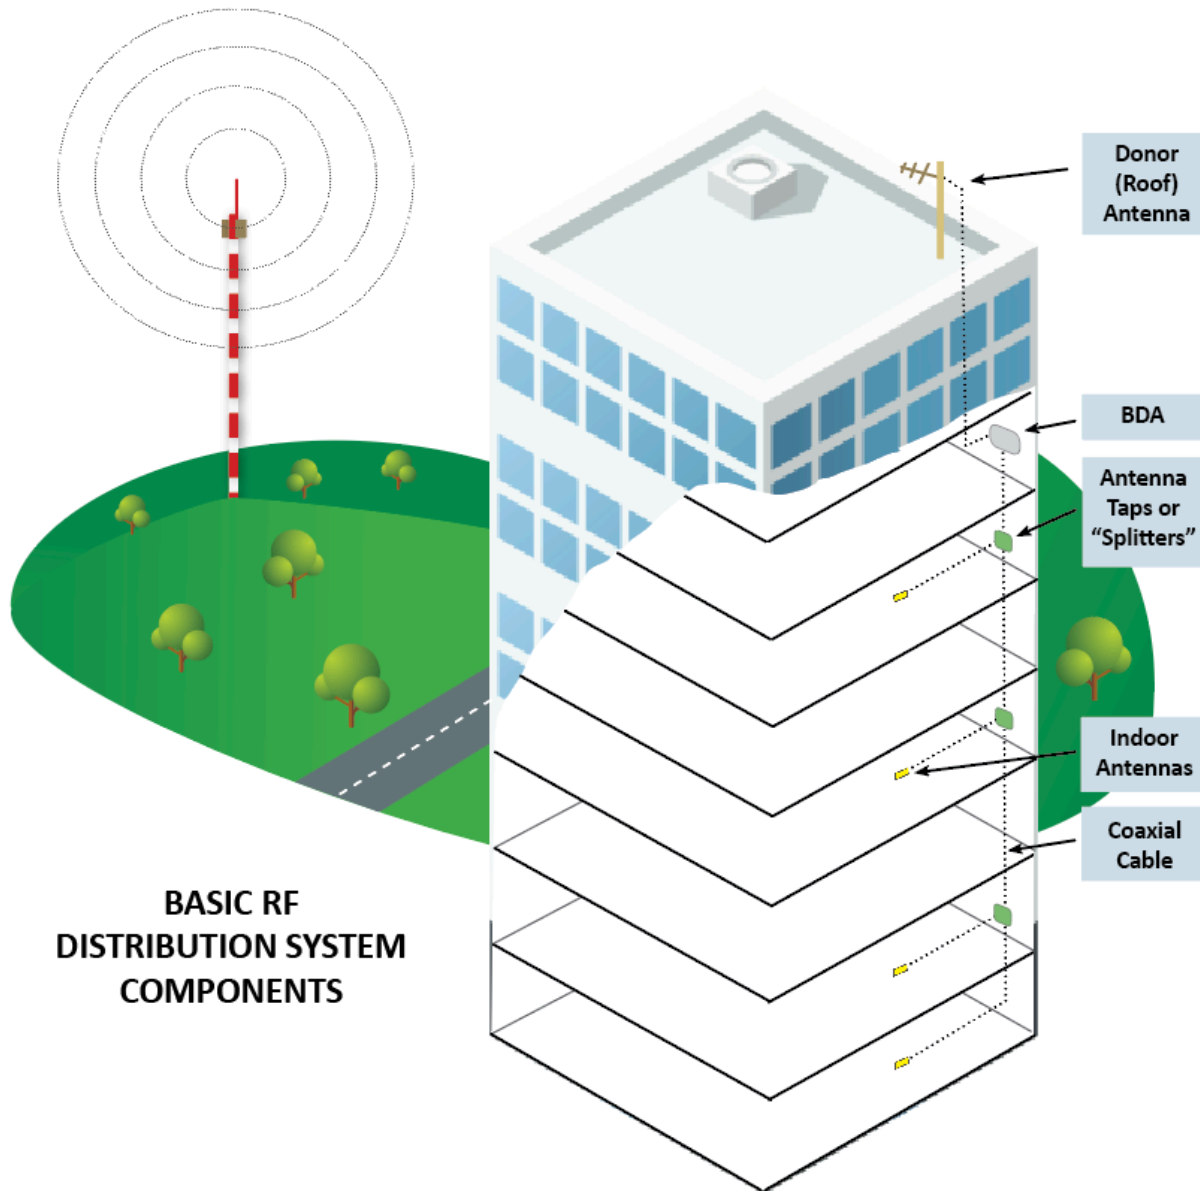 Donor
(Roof)
Antenna
BDA
Antenna
Taps or
“Splitters”
Indoor
Antennas
Coaxial
Cable
BASIC RF
DISTRIBUTION SYSTEM
COMPONENTS